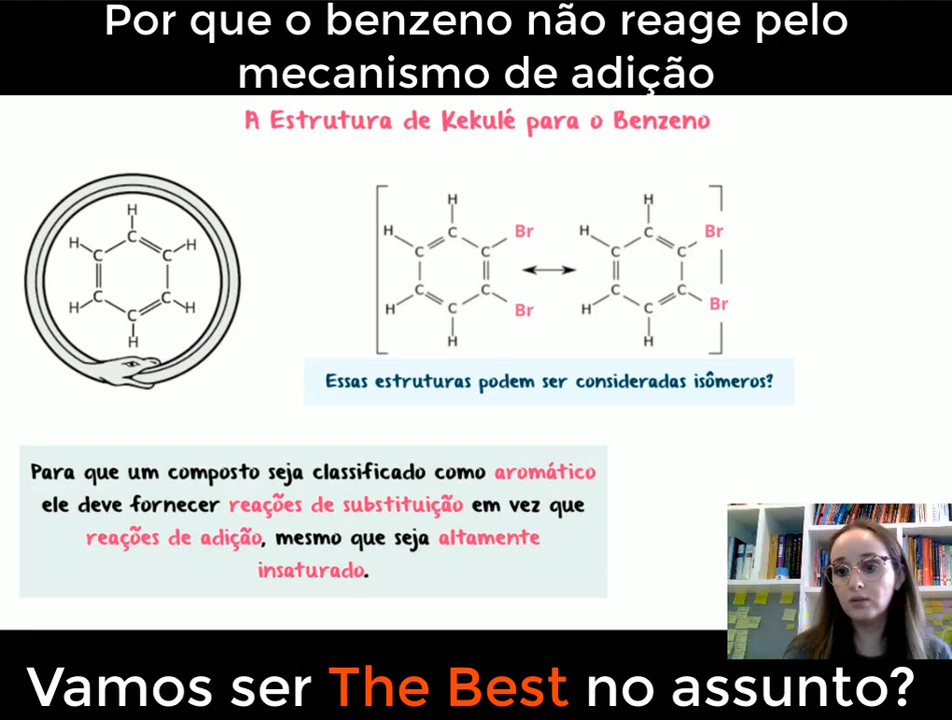 Por que o benzeno não reage pelo
mecanismo de adição
A Estrutura de Kekulé para o Benzeno
H
H C C H
C C
H C C H
H
H
H C Br
C C
C C
H C Br
H
H
H C Br
C C
C C
H C Br
H
Essas estruturas podem ser consideradas isômeros?
Para que um composto seja classificado como aromático
ele deve fornecer reações de substituição em vez que
reações de adição, mesmo que seja altamente
insaturado.
Vamos ser The Best no assunto?